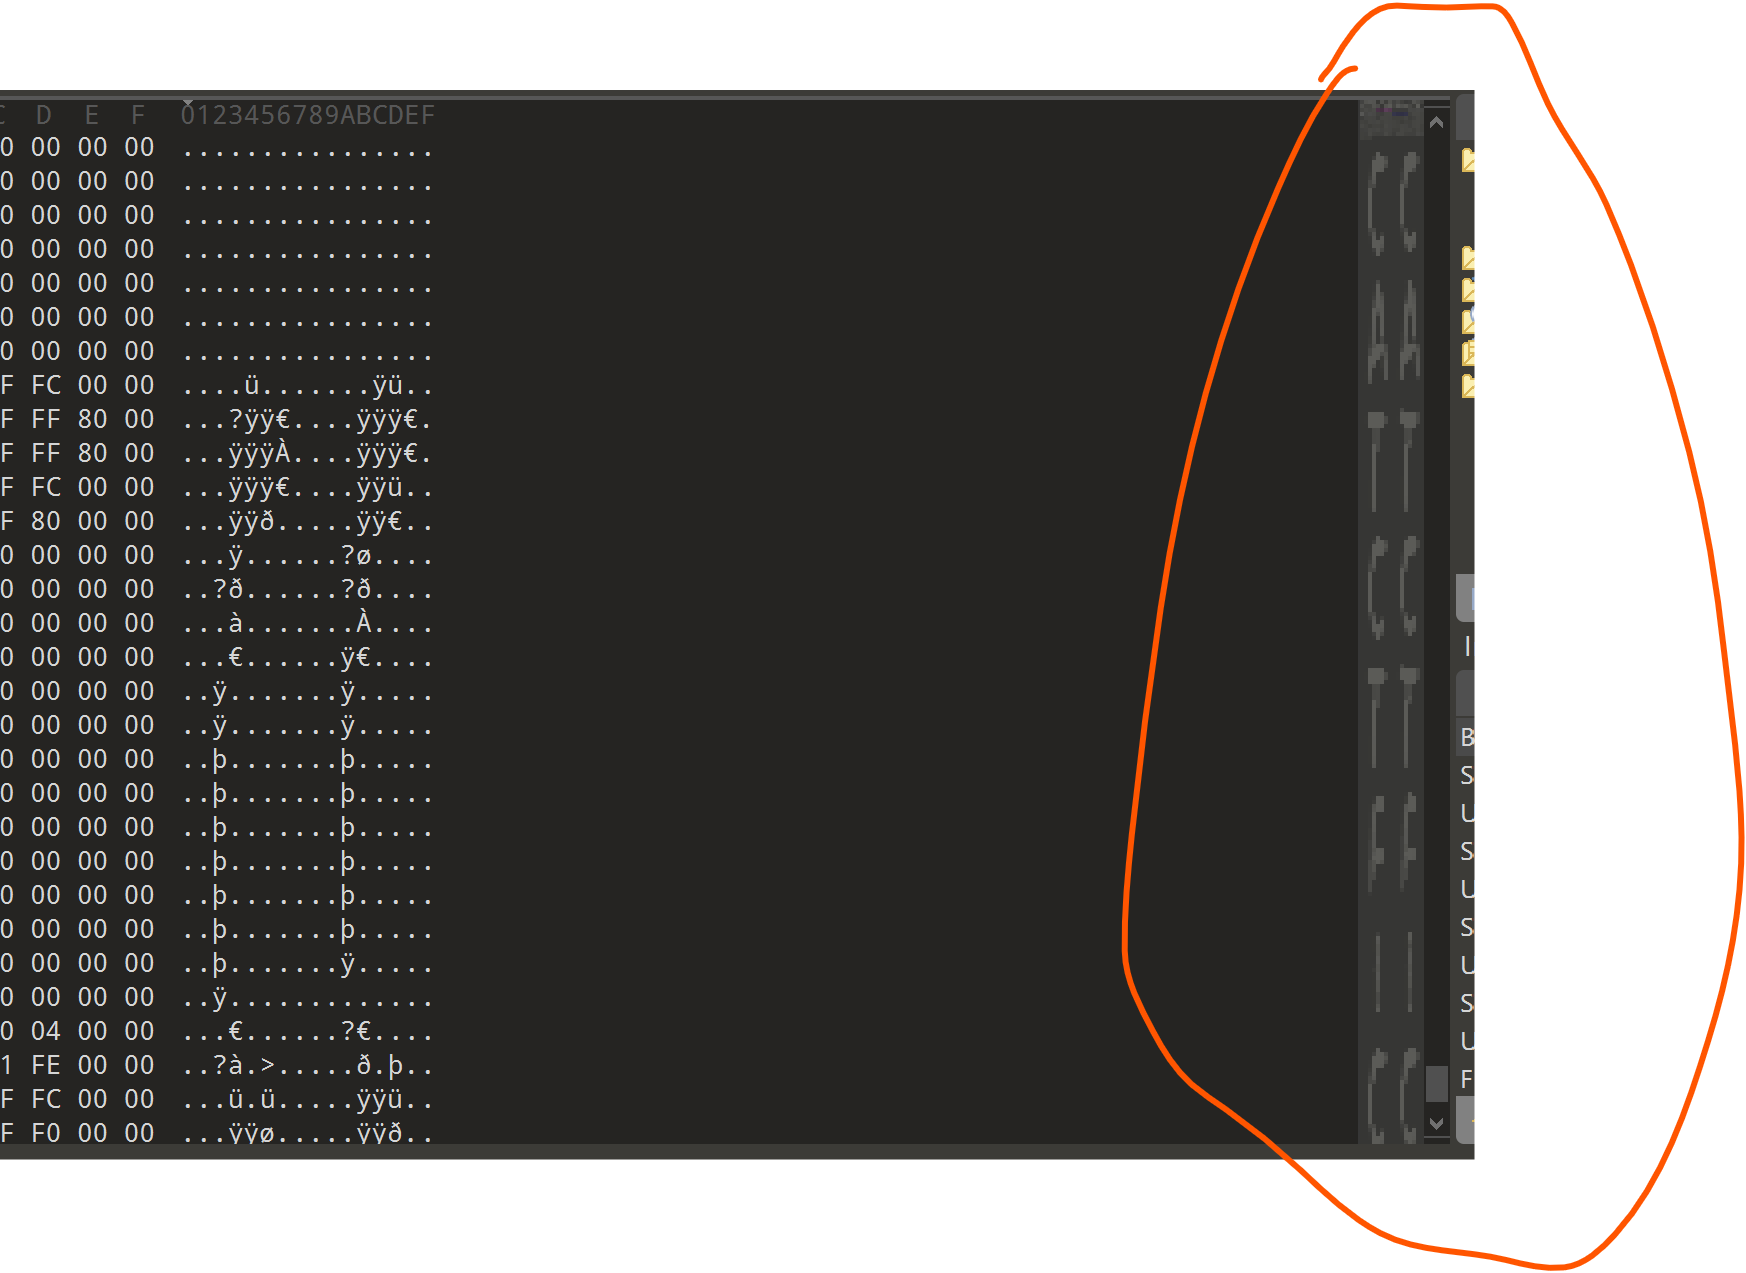 C D E F 0123456789ABCDEF
0 00 00 00 ................
0 00 00 00 ................
0 00 00 00 ................
0 00 00 00 ................
0 00 00 00 ................
0 00 00 00 ................
0 00 00 00 ................
F FC 00 00 ....ü.......ÿü..
F FF 80 00 ...?ÿÿ€....ÿÿÿ€.
F FF 80 00 ...ÿÿÿÀ....ÿÿÿ€.
F FC 00 00 ...ÿÿÿ€....ÿÿü..
F 80 00 00 ...ÿÿð.....ÿÿ€..
0 00 00 00 ...ÿ......?ø....
0 00 00 00 ..?ð......?ð....
0 00 00 00 ...à.......À....
0 00 00 00 ...€......ÿ€....
0 00 00 00 ..ÿ.......ÿ.....
0 00 00 00 ..ÿ.......ÿ.....
0 00 00 00 ..þ.......þ.....
0 00 00 00 ..þ.......þ.....
0 00 00 00 ..þ.......þ.....
0 00 00 00 ..þ.......þ.....
0 00 00 00 ..þ.......þ.....
0 00 00 00 ..þ.......þ.....
0 00 00 00 ..þ.......ÿ.....
0 00 00 00 ..ÿ.............
0 04 00 00 ...€......?€....
1 FE 00 00 ..?à.>.....ð.þ..
F FC 00 00 ...ü.ü.....ÿÿü..
F F0 00 00 ...ÿÿø.....ÿÿð..
B
S
U
S
U
S
U
S
U
F